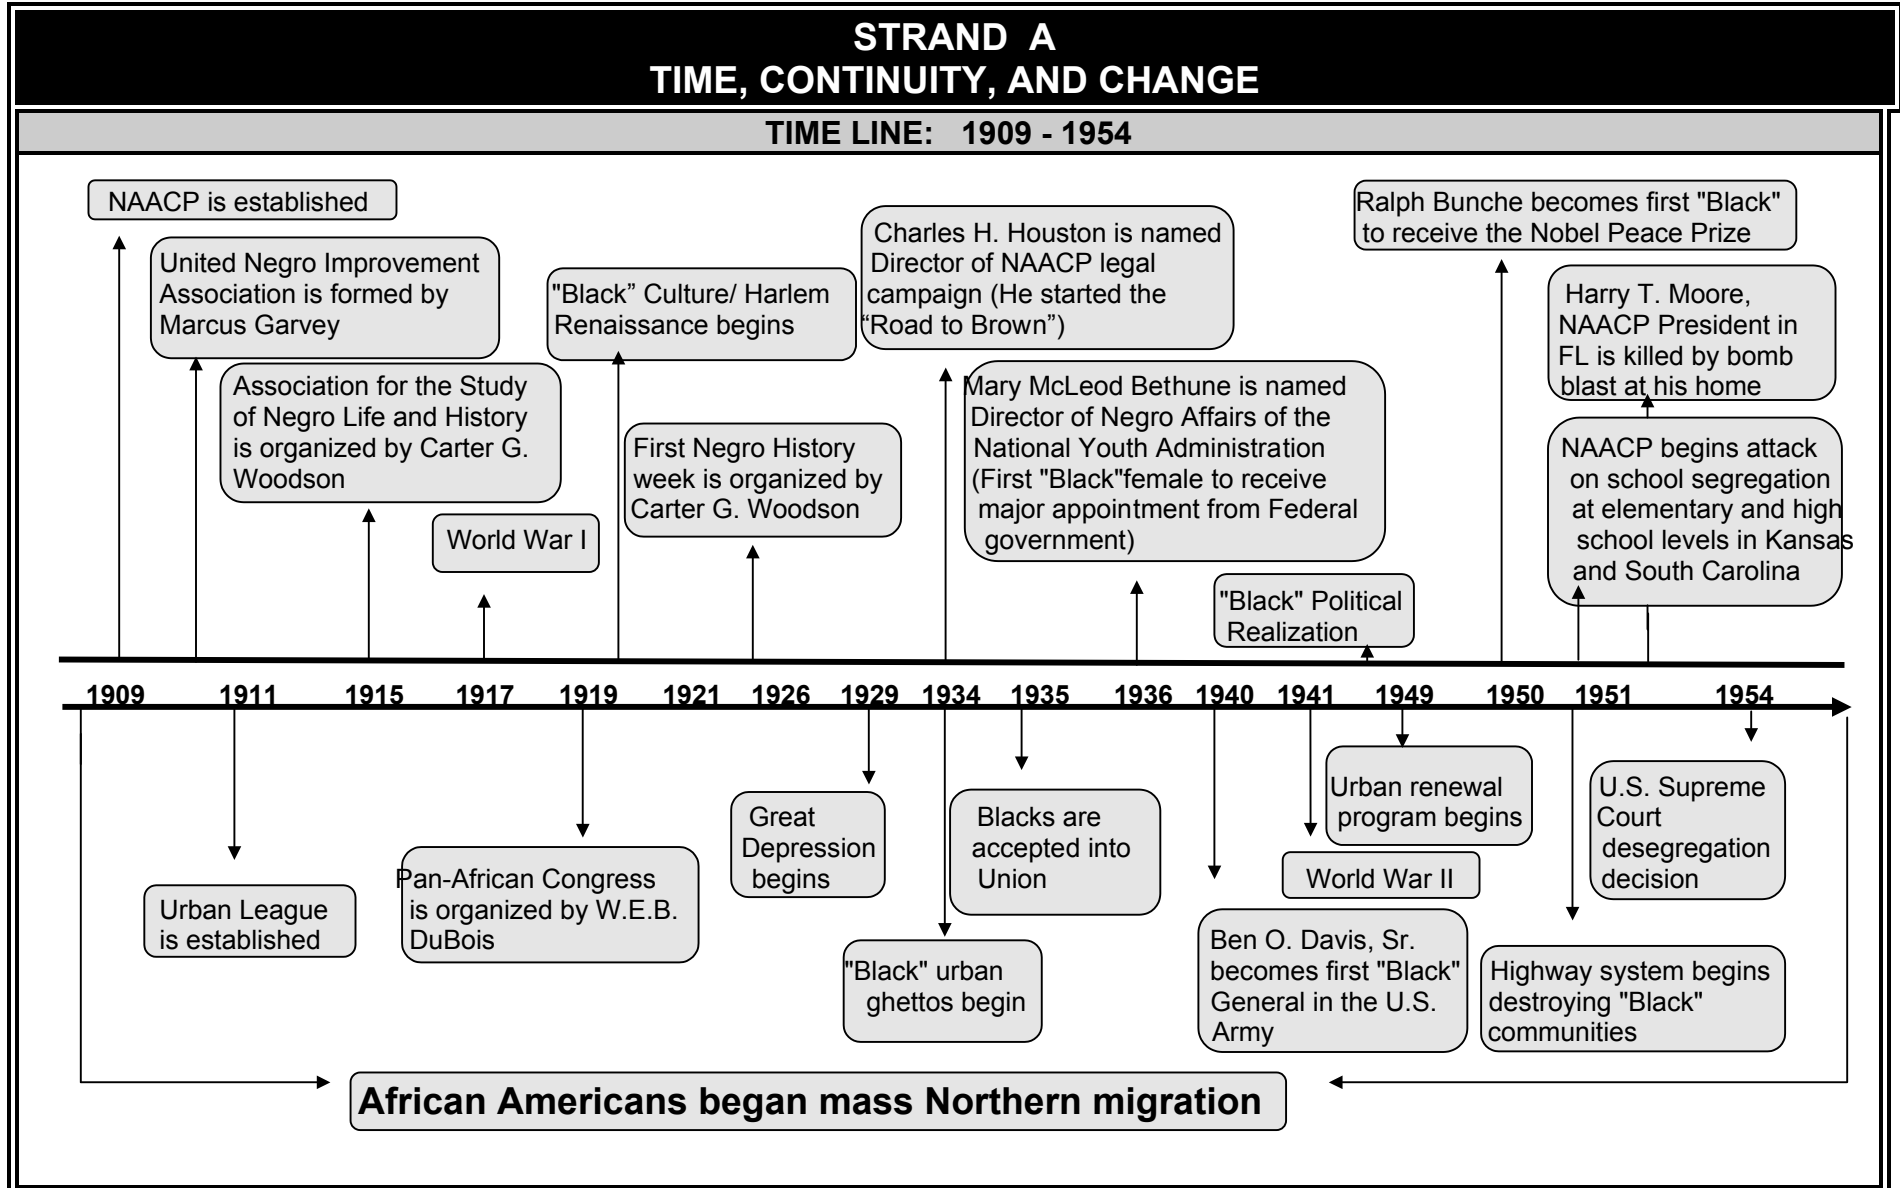 STRAND A
TIME, CONTINUITY, AND CHANGE
TIME LINE: 1909 - 1954
NAACP is established
United Negro Improvement
Association is formed by
Marcus Garvey
Association for the Study
of Negro Life and History
is organized by Carter G.
Woodson
World War I
"Black” Culture/ Harlem
Renaissance begins
First Negro History
week is organized by
Carter G. Woodson
Charles H. Houston is named
Director of NAACP legal
campaign (He started the
“Road to Brown”)
Mary McLeod Bethune is named
Director of Negro Affairs of the
National Youth Administration
(First "Black"female to receive
major appointment from Federal
government)
"Black" Political
Realization
Ralph Bunche becomes first "Black"
to receive the Nobel Peace Prize
Harry T. Moore,
NAACP President in
FL is killed by bomb
blast at his home
NAACP begins attack
on school segregation
at elementary and high
school levels in Kansas
and South Carolina
1909 1911 1915 1917 1919 1921 1926 1929 1934 1935 1936 1940 1941 1949 1950 1951 1954
Urban League
is established
Pan-African Congress
is organized by W.E.B.
DuBois
Great
Depression
begins
"Black" urban
ghettos begin
Blacks are
accepted into
Union
Ben O. Davis, Sr.
becomes first "Black"
General in the U.S.
Army
World War II
Urban renewal
program begins
Highway system begins
destroying "Black"
communities
U.S. Supreme
Court
desegregation
decision
African Americans began mass Northern migration